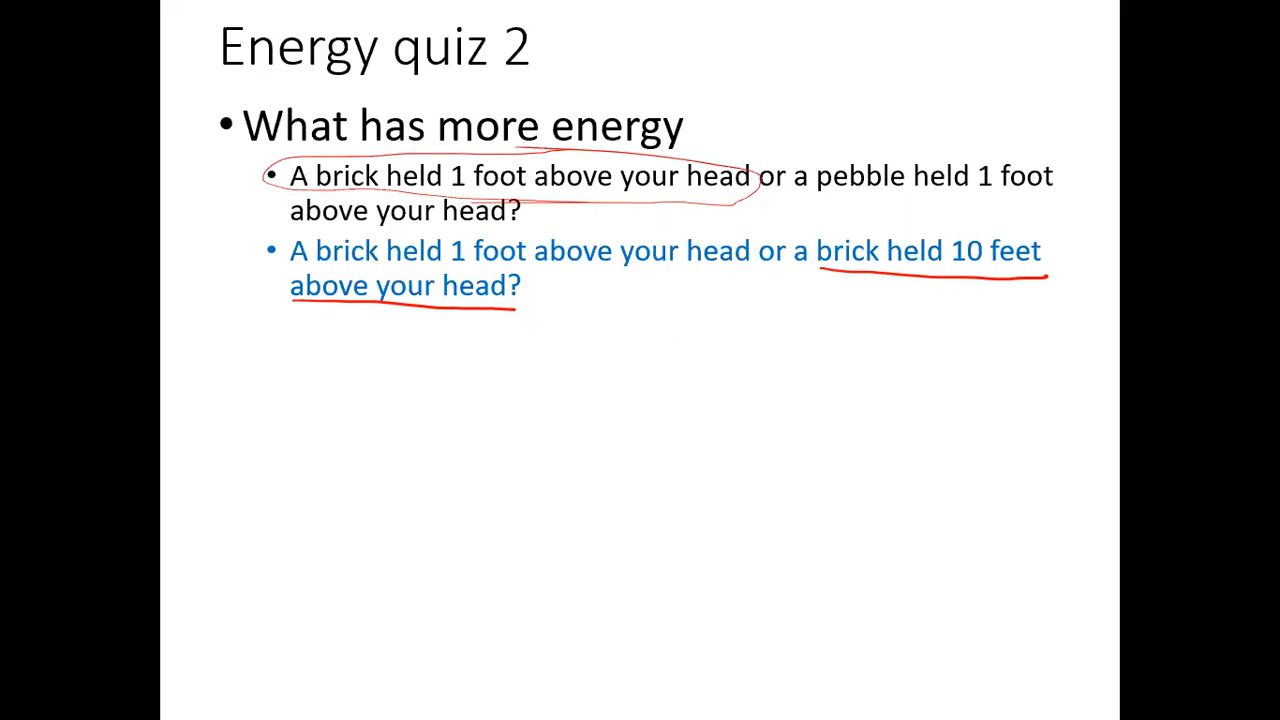 Energy quiz 2
• What has more energy
• A brick held 1 foot above your head or a pebble held 1 foot
above your head?
• A brick held 1 foot above your head or a brick held 10 feet
above your head?